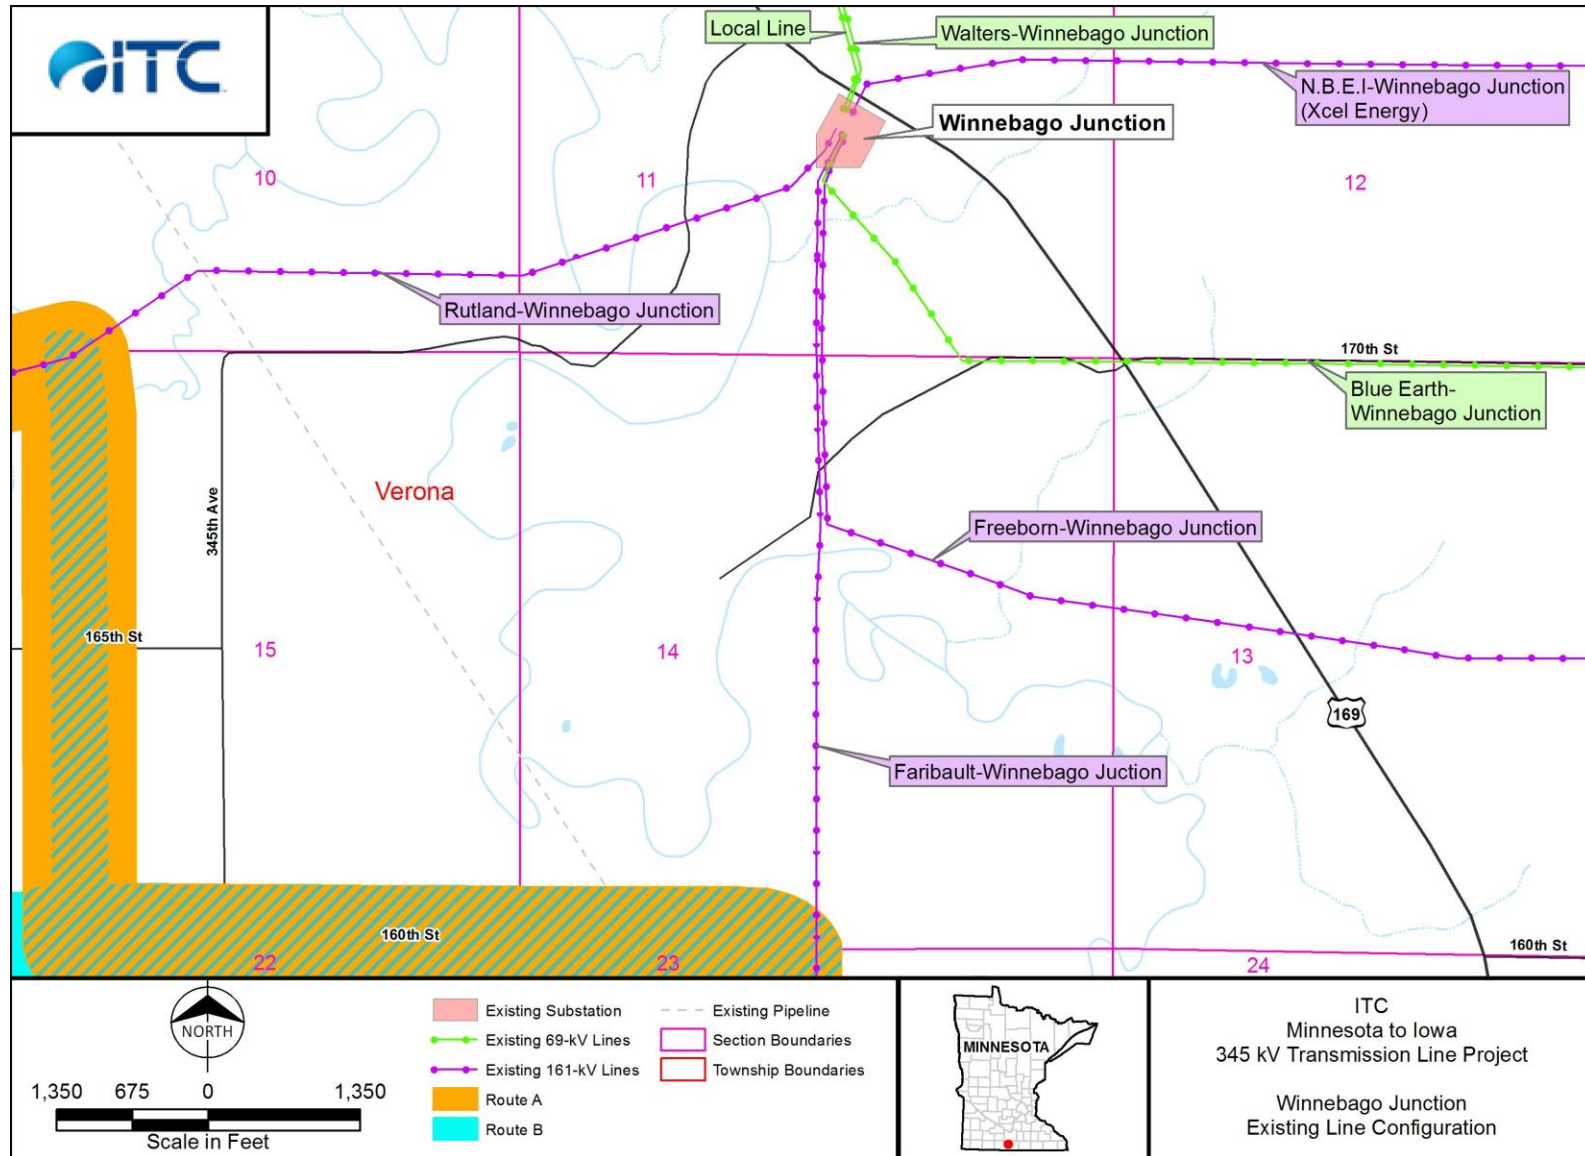 ITC
Local Line
Walters-Winnebago Junction
N.B.E.I-Winnebago Junction
(Xcel Energy)
Winnebago Junction
10
11
12
Rutland-Winnebago Junction
170th St
Blue Earth-
Winnebago Junction
Verona
345th Ave
Freeborn-Winnebago Junction
165th St
15
14
13
169
Faribault-Winnebago Juction
160th St
160th St
22
23
24
NORTH
1,350 675 0 1,350
Scale in Feet
Existing Substation
Existing 69-kV Lines
Existing 161-kV Lines
Route A
Route B
Existing Pipeline
Section Boundaries
Township Boundaries
MINNESOTA
ITC
Minnesota to Iowa
345 kV Transmission Line Project
Winnebago Junction
Existing Line Configuration